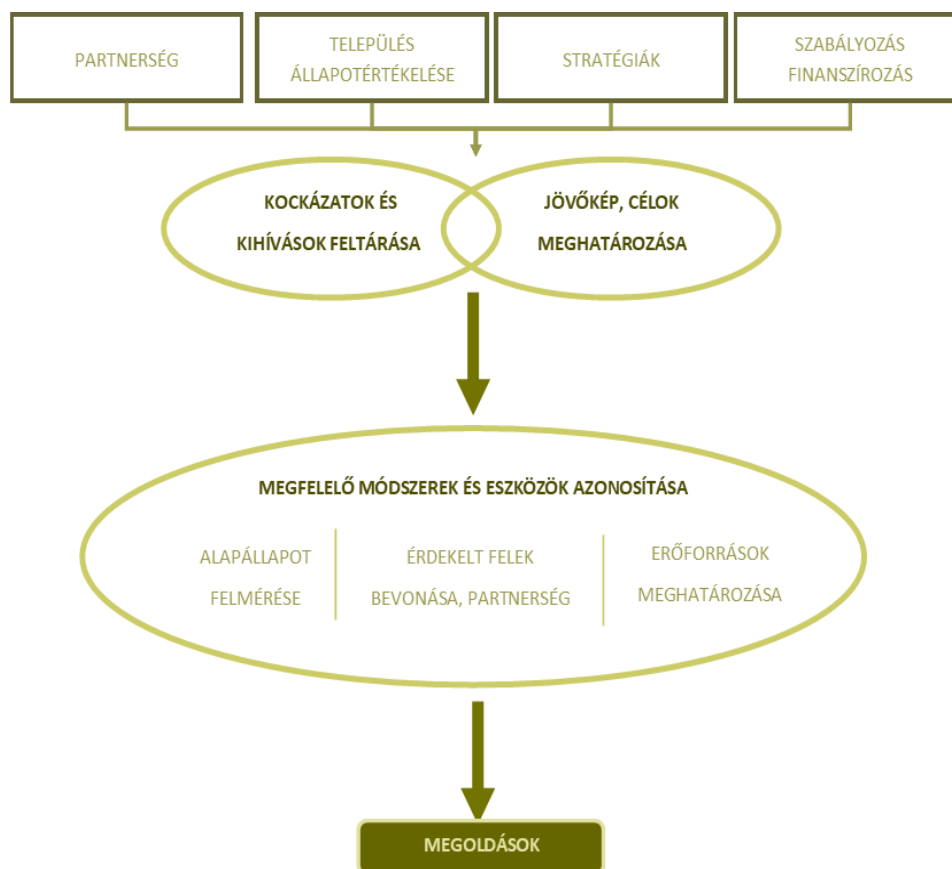 PARTNERSÉG
TELEPÜLÉS
ÁLLAPOTÉRTÉKELÉSE
STRATÉGIÁK
SZABÁLYOZÁS
FINANSZÍROZÁS
KOCKÁZATOK ÉS
KIHÍVÁSOK FELTÁRÁSA
JÖVŐKÉP, CÉLOK
MEGHATÁROZÁSA
MEGFELELŐ MÓDSZEREK ÉS ESZKÖZÖK AZONOSÍTÁSA
ALAPÁLLAPOT
FELMÉRÉSE
ÉRDEKELT FELEK
BEVONÁSA, PARTNERSÉG
ERŐFORRÁSOK
MEGHATÁROZÁSA
MEGOLDÁSOK